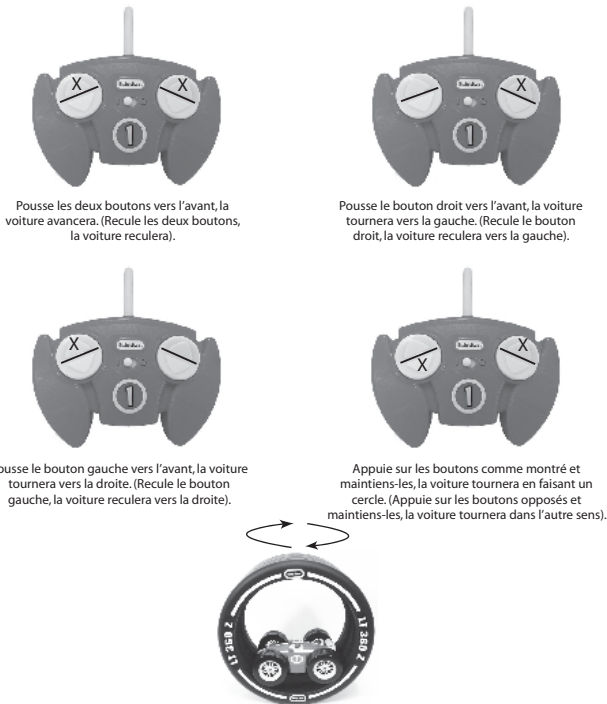 X
X
1
Pousse les deux boutons vers l'avant, la
voiture avancera. (Recule les deux boutons,
la voiture reculera).
X
1
Pousse le bouton droit vers l'avant, la voiture
tournera vers la gauche. (Recule le bouton
droit, la voiture reculera vers la gauche).
X
1
ousse le bouton gauche vers l'avant, la voiture
tournera vers la droite. (Recule le bouton
gauche, la voiture reculera vers la droite).
X
X
1
Appuie sur les boutons comme montré et
maintiens-les, la voiture tournera en faisant un
cercle. (Appuie sur les boutons opposés et
maintiens-les, la voiture tournera dans l'autre sens).
LT 360 Z
LT 360 Z